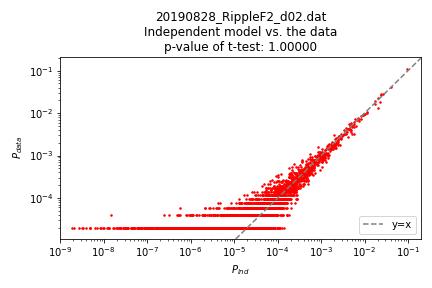 20190828_RippleF2_d02.dat
Independent model vs. the data
p-value of t-test: 1.00000
10⁻¹
10⁻²
10⁻³
10⁻⁴
P_data
10⁻⁹ 10⁻⁸ 10⁻⁷ 10⁻⁶ 10⁻⁵ 10⁻⁴ 10⁻³ 10⁻² 10⁻¹
P_ind
y=x